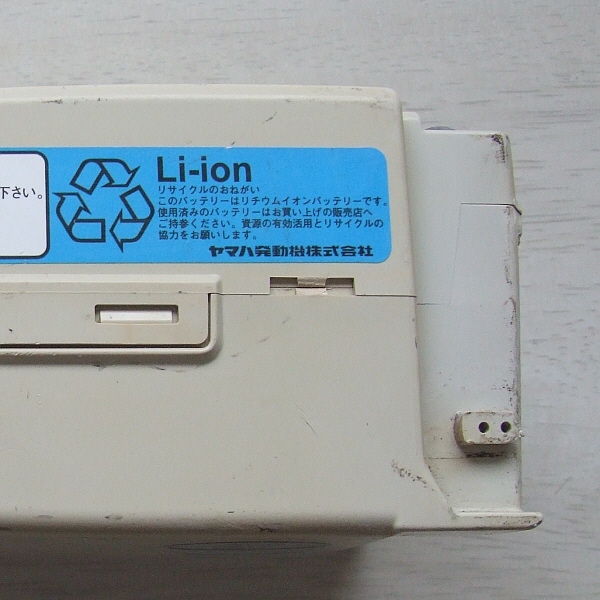 下さい。
Li-ion
リサイクルのおねがい
このバッテリーはリチウムイオンバッテリーです。
使用済みのバッテリーはお買い上げの販売店へ
ご持参ください。資源の有効活用とリサイクルの
協力をお願いします。
ヤマハ発動機株式会社